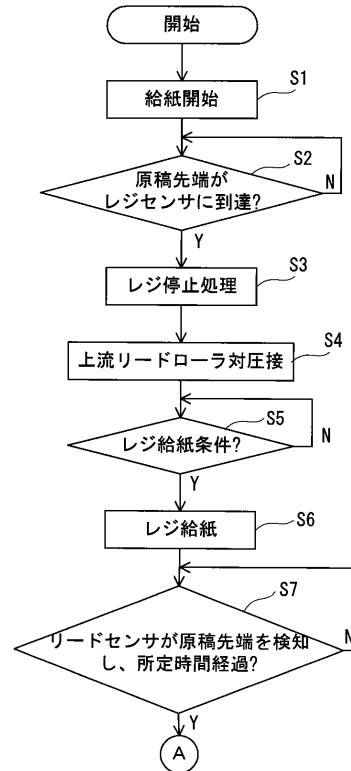 開始
給紙開始
S1
原稿先端が
レジセンサに到達?
S2
N
Y
レジ停止処理
S3
上流リードローラ対圧接
S4
レジ給紙条件?
S5
N
Y
レジ給紙
S6
リードセンサが原稿先端を検知
し、所定時間経過?
S7
N
Y
A